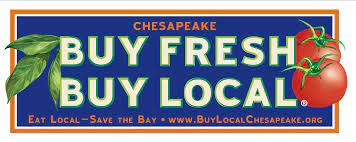 CHESAPEAKE
BUY FRESH
BUY LOCAL®
EAT LOCAL—SAVE THE BAY • WWW.BUYLOCALCHESAPEAKE.ORG